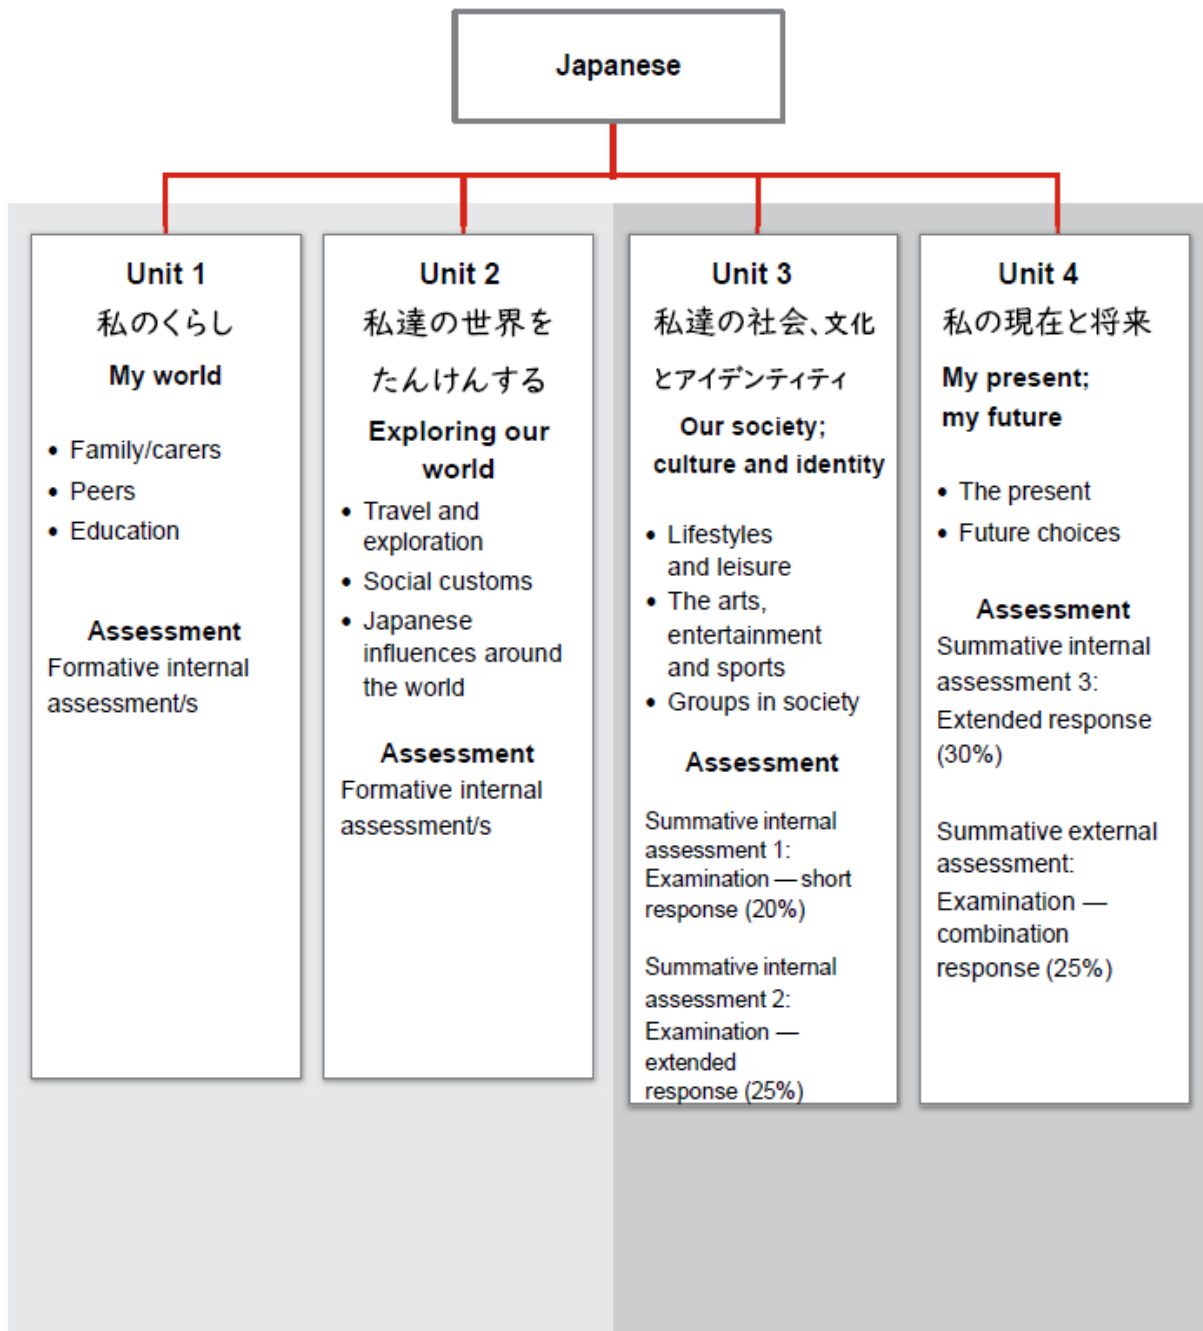 Japanese
Unit 1
私のくらし
My world
• Family/carers
• Peers
• Education
Assessment
Formative internal
assessment/s
Unit 2
私達の世界を
たんけんする
Exploring our
world
• Travel and
exploration
• Social customs
• Japanese
influences around
the world
Assessment
Formative internal
assessment/s
Unit 3
私達の社会、文化
とアイデンティティ
Our society;
culture and identity
• Lifestyles
and leisure
• The arts,
entertainment
and sports
• Groups in society
Assessment
Summative internal
assessment 1:
Examination — short
response (20%)
Summative internal
assessment 2:
Examination —
extended
response (25%)
Unit 4
私の現在と将来
My present;
my future
• The present
• Future choices
Assessment
Summative internal
assessment 3:
Extended response
(30%)
Summative external
assessment:
Examination —
combination
response (25%)